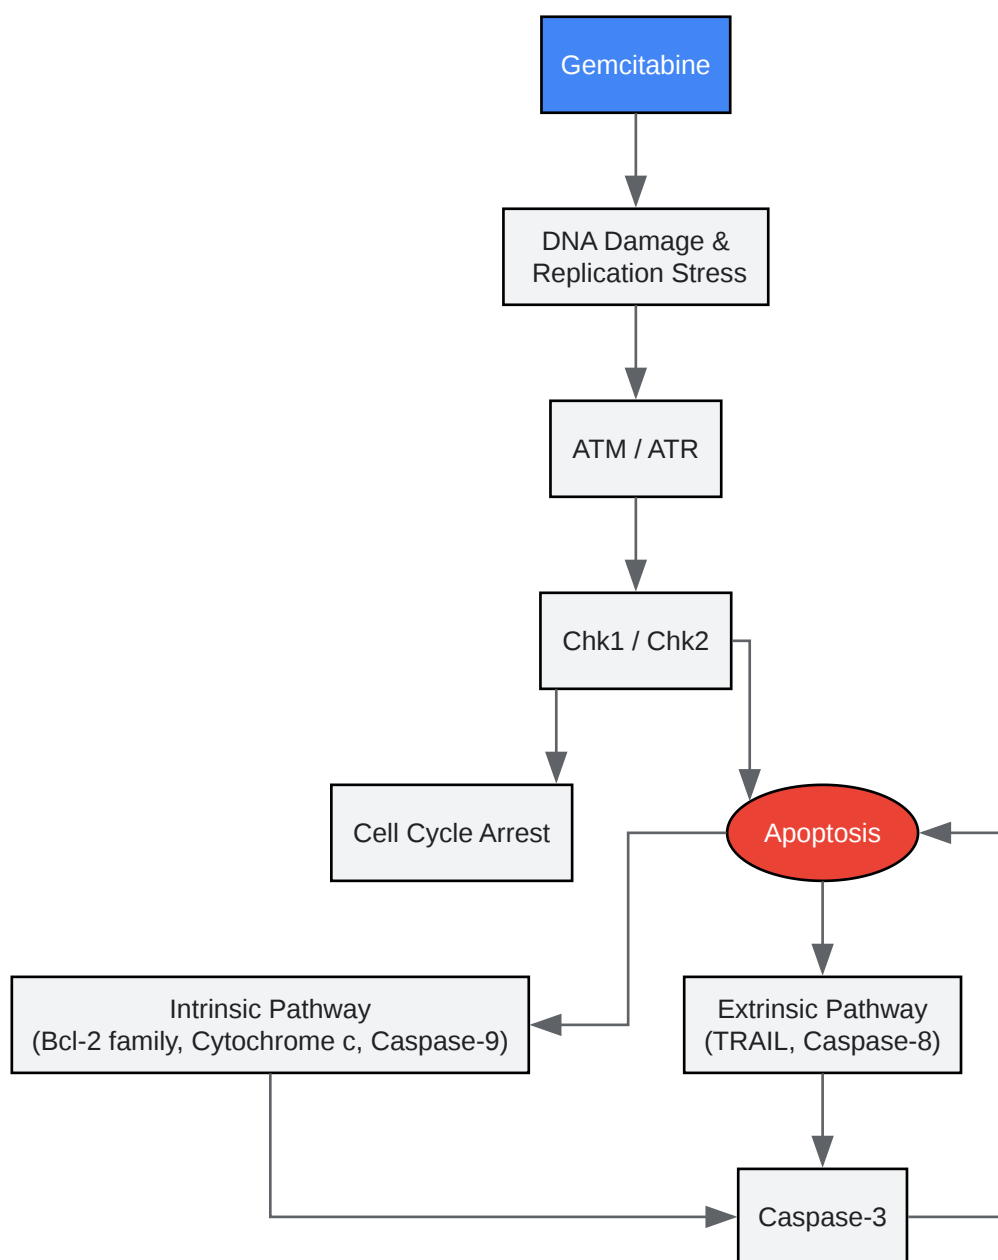 Gemcitabine
DNA Damage &
Replication Stress
ATM / ATR
Chk1 / Chk2
Cell Cycle Arrest
Apoptosis
Intrinsic Pathway
(Bcl-2 family, Cytochrome c, Caspase-9)
Extrinsic Pathway
(TRAIL, Caspase-8)
Caspase-3